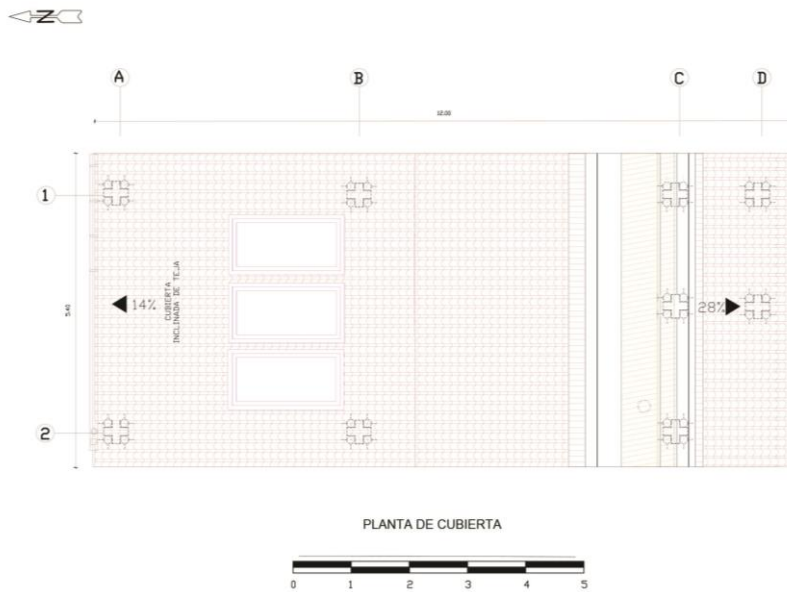 N
A
B
C
D
12.00
1
5.40
14%
CUBIERTA
INCLINADA DE TEJA
28%
2
PLANTA DE CUBIERTA
0 1 2 3 4 5